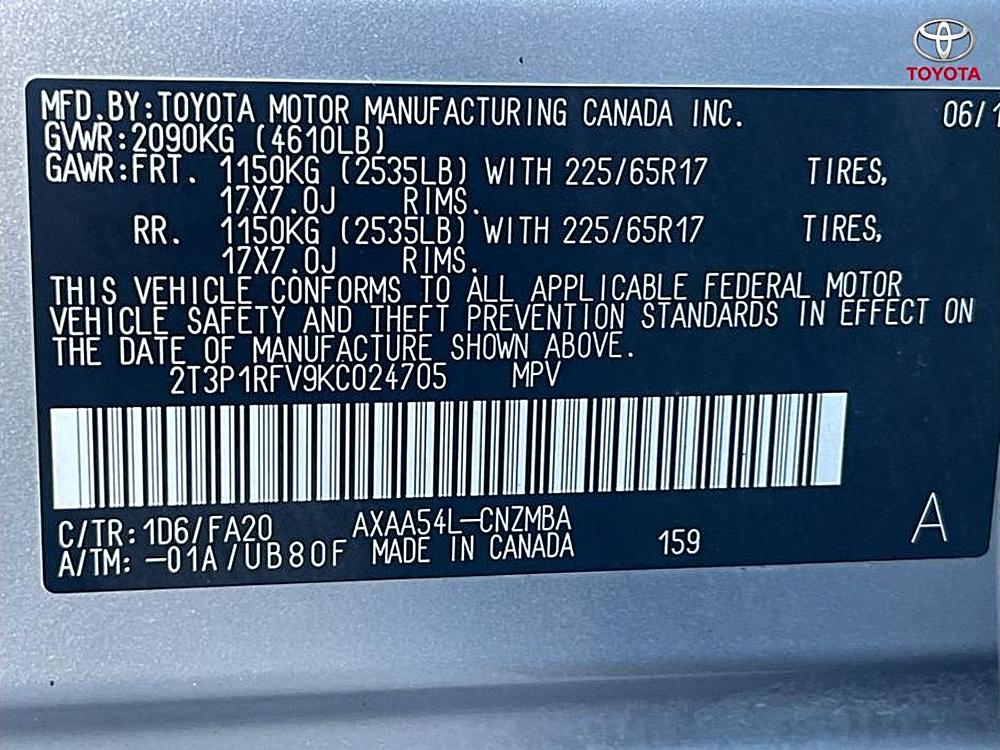 TOYOTA
MFD.BY:TOYOTA MOTOR MANUFACTURING CANADA INC. 06/1
GVWR:2090KG (4610LB)
GAWR:FRT. 1150KG (2535LB) WITH 225/65R17 TIRES,
17X7.0J RIMS.
RR. 1150KG (2535LB) WITH 225/65R17 TIRES,
17X7.0J RIMS.
THIS VEHICLE CONFORMS TO ALL APPLICABLE FEDERAL MOTOR
VEHICLE SAFETY AND THEFT PREVENTION STANDARDS IN EFFECT ON
THE DATE OF MANUFACTURE SHOWN ABOVE.
2T3P1RFV9KC024705 MPV
C/TR:1D6/FA20 AXAA54L-CNZMBA
A/TM: -01A/UB80F MADE IN CANADA 159
A